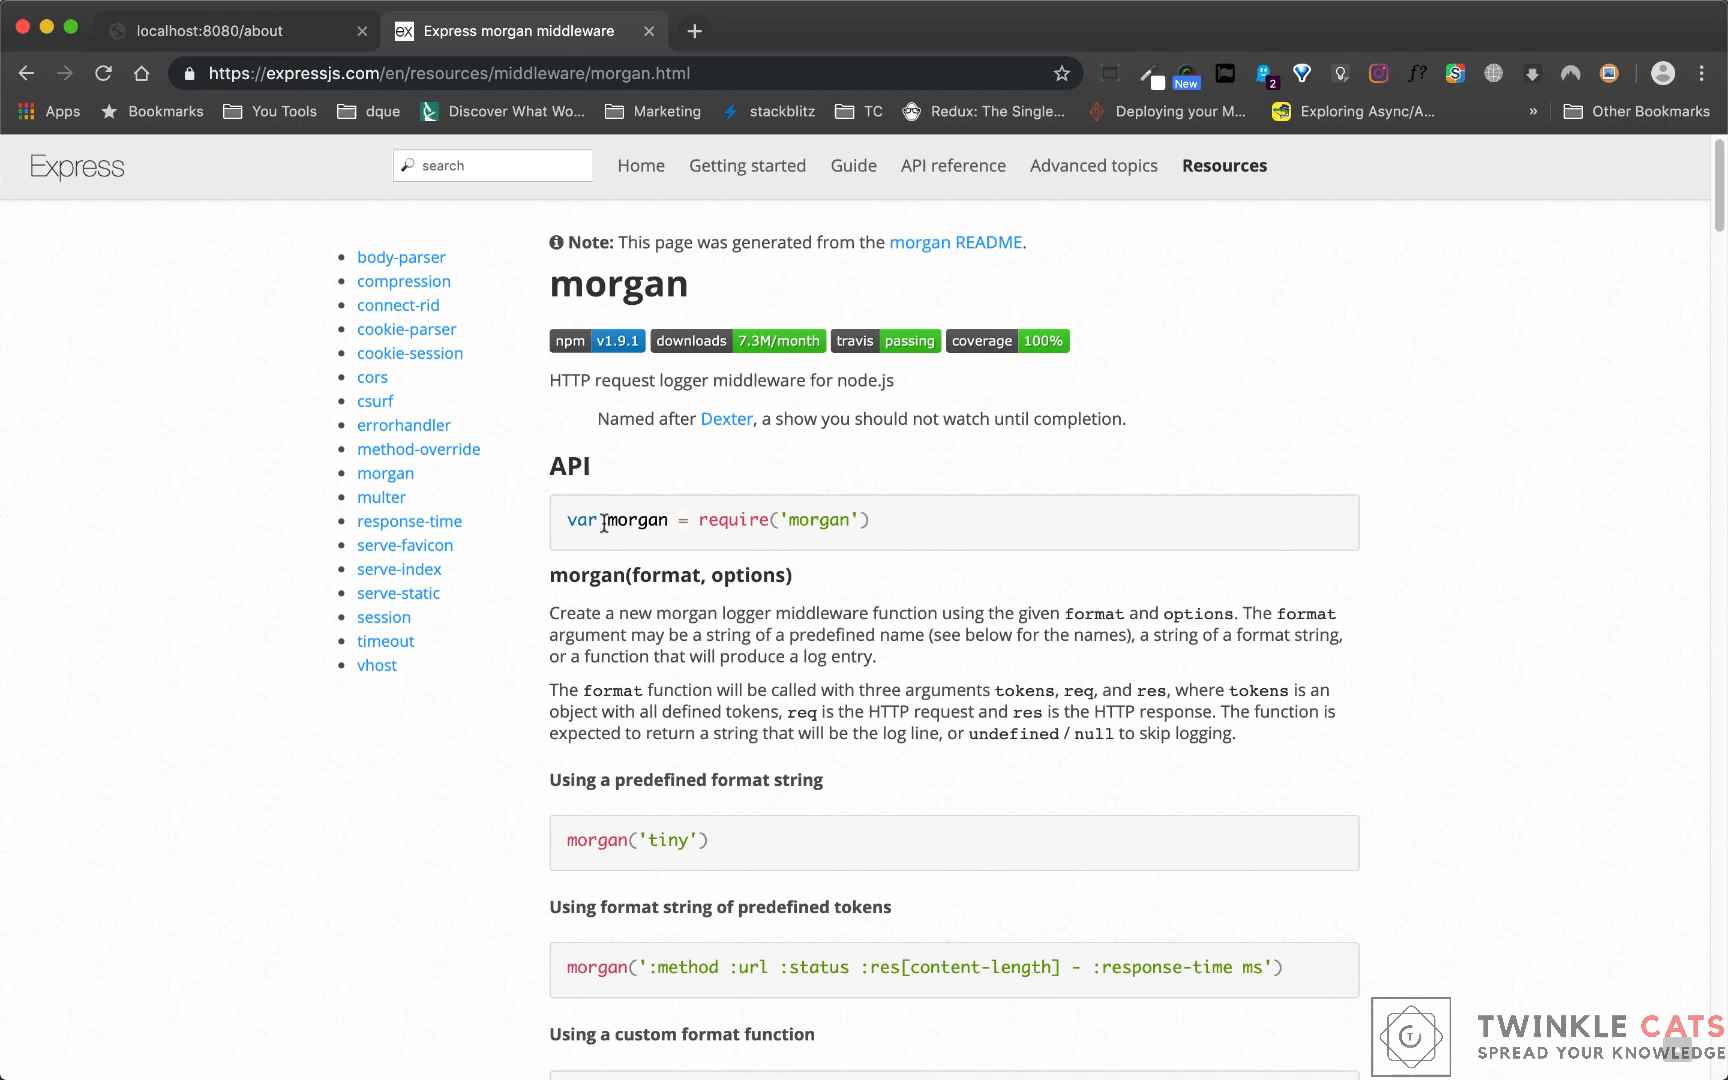 localhost:8080/about
ex Express morgan middleware
https://expressjs.com/en/resources/middleware/morgan.html
New
f?
S
2
Apps Bookmarks You Tools dque Discover What Wo... Marketing stackblitz TC Redux: The Single... Deploying your M... Exploring Async/A... » Other Bookmarks
Express search Home Getting started Guide API reference Advanced topics Resources
body-parser
compression
connect-rid
cookie-parser
cookie-session
cors
csurf
errorhandler
method-override
morgan
multer
response-time
serve-favicon
serve-index
serve-static
session
timeout
vhost
Note: This page was generated from the morgan README.
morgan
npm v1.9.1 downloads 7.3M/month travis passing coverage 100%
HTTP request logger middleware for node.js
Named after Dexter, a show you should not watch until completion.
API
var morgan = require('morgan')
morgan(format, options)
Create a new morgan logger middleware function using the given format and options. The format
argument may be a string of a predefined name (see below for the names), a string of a format string,
or a function that will produce a log entry.
The format function will be called with three arguments tokens, req, and res, where tokens is an
object with all defined tokens, req is the HTTP request and res is the HTTP response. The function is
expected to return a string that will be the log line, or undefined / null to skip logging.
Using a predefined format string
morgan('tiny')
Using format string of predefined tokens
morgan(':method :url :status :res[content-length] - :response-time ms')
Using a custom format function
TWINKLE CATS
SPREAD YOUR KNOWLEDGE